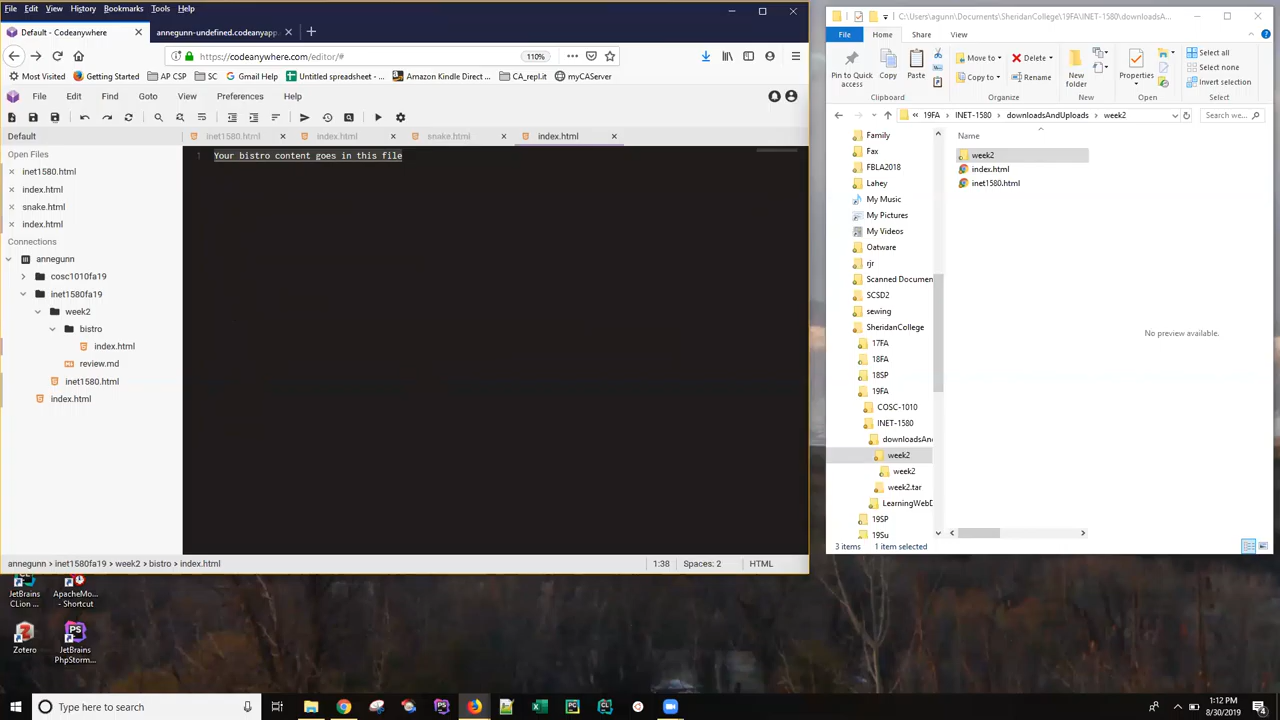 File Edit View History Bookmarks Tools Help
Default - Codeanywhere
annegunn-undefined.codeanyapp.
https://codeanywhere.com/editor/#
110%
Most Visited Getting Started AP CSP SC Gmail Help Untitled spreadsheet - ... Amazon Kindle Direct ... CA_repl.it myCAServer
File Edit Find Goto View Preferences Help
Default
inet1580.html
index.html
snake.html
index.html
Open Files
inet1580.html
index.html
snake.html
index.html
Connections
annegunn
cosc1010fa19
inet1580fa19
week2
bistro
index.html
review.md
inet1580.html
index.html
1 Your bistro content goes in this file
annegunn › inet1580fa19 › week2 › bistro › index.html
1:38 Spaces: 2 HTML
C:\Users\agunn\Documents\SheridanCollege\19FA\INET-1580\downloadsA...
File Home Share View
Pin to Quick access
Copy
Paste
Clipboard
Move to
Copy to
Delete
Rename
Organize
New folder
New
Properties
Open
Select all
Select none
Invert selection
Select
19FA INET-1580 downloadsAndUploads week2
Search we...
Family
Fax
FBLA2018
Lahey
My Music
My Pictures
My Videos
Oatware
rjr
Scanned Documen
SCSD2
sewing
SheridanCollege
17FA
18FA
18SP
19FA
COSC-1010
INET-1580
downloadsAn
week2
week2
week2.tar
LearningWebD
19SP
19Su
Name
week2
index.html
inet1580.html
No preview available.
3 items 1 item selected
JetBrains CLion ...
ApacheMo... - Shortcut
Zotero
JetBrains PhpStorm...
Type here to search
1:12 PM
8/30/2019